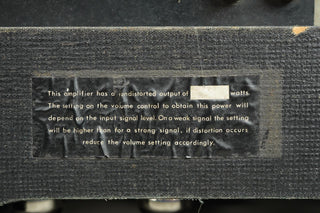 This amplifier has a undistorted output of watts.
The setting on the volume control to obtain this power will
depend on the input signal level. On a weak signal the setting
will be higher than for a strong signal, if distortion occurs
reduce the volume setting accordingly.